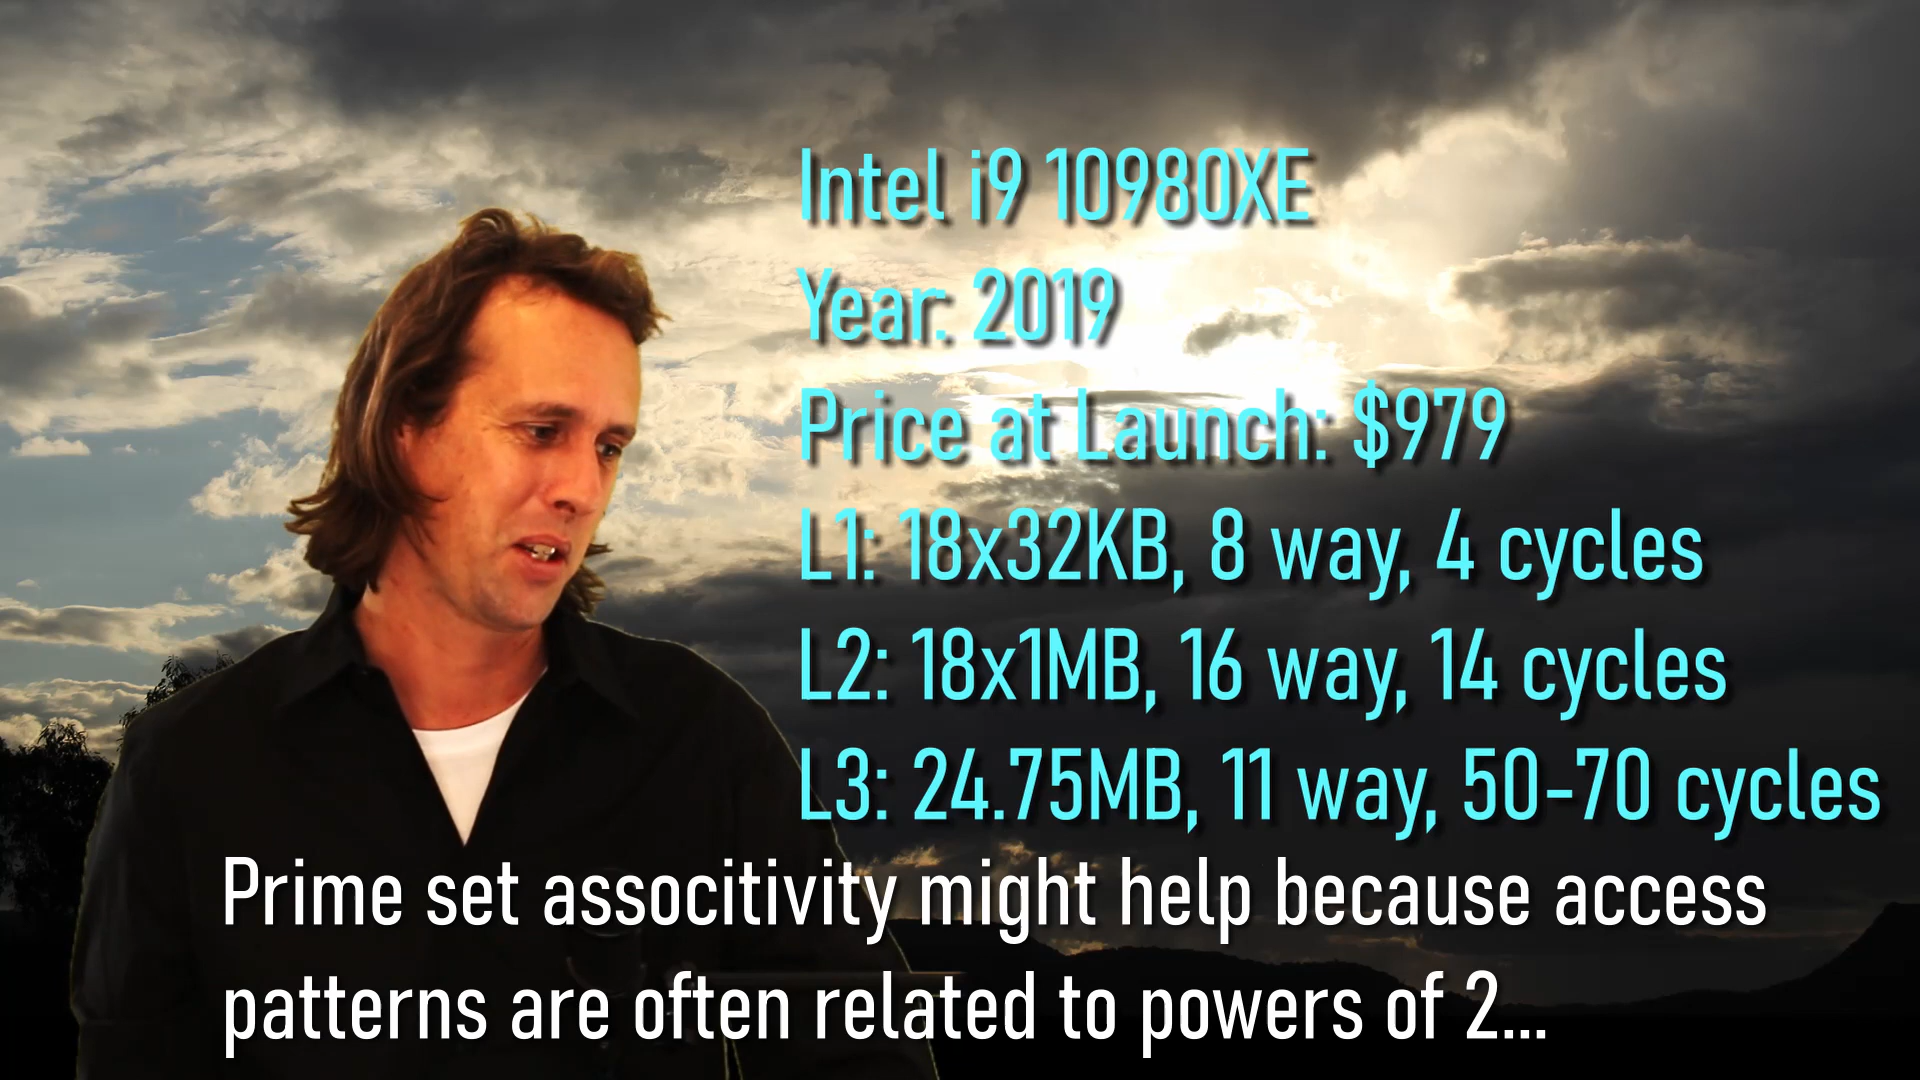 Intel i9 10980XE
Year: 2019
Price at Launch: $979
L1: 18x32KB, 8 way, 4 cycles
L2: 18x1MB, 16 way, 14 cycles
L3: 24.75MB, 11 way, 50-70 cycles
Prime set associtivity might help because access
patterns are often related to powers of 2...